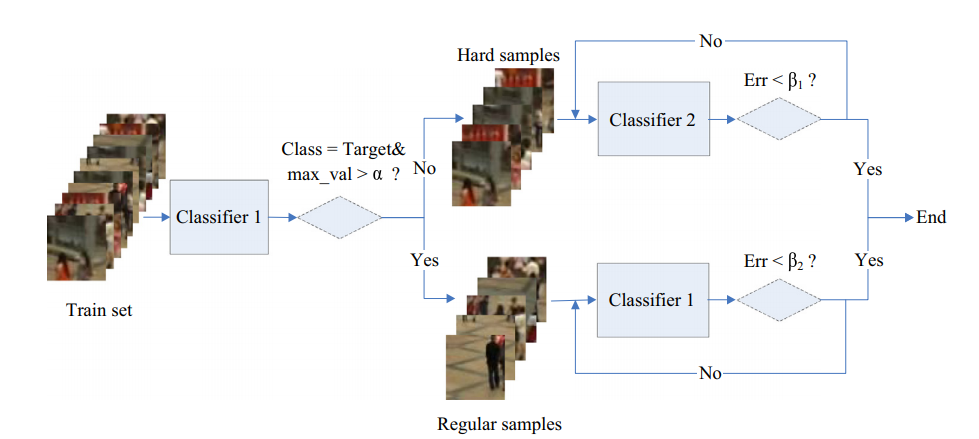 Train set
Classifier 1
Class = Target&
max_val > α ?
No
Yes
Hard samples
Classifier 2
Err < β₁ ?
No
Yes
Regular samples
Classifier 1
Err < β₂ ?
No
Yes
End